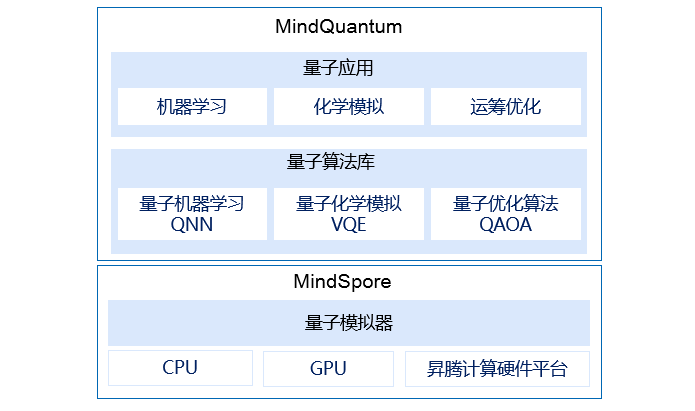 MindQuantum
量子应用
机器学习
化学模拟
运筹优化
量子算法库
量子机器学习
QNN
量子化学模拟
VQE
量子优化算法
QAOA
MindSpore
量子模拟器
CPU
GPU
昇腾计算硬件平台